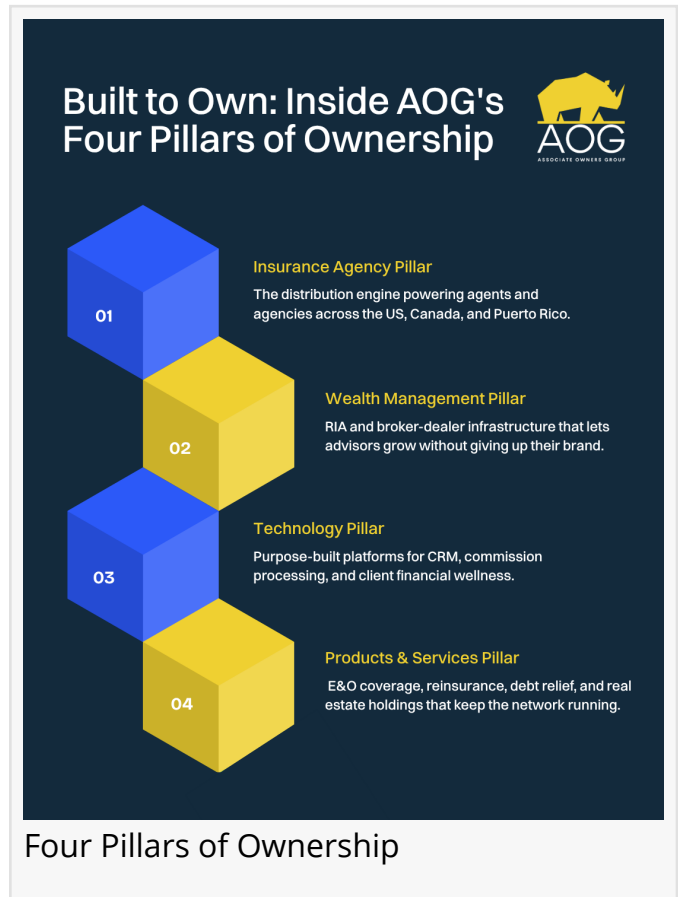 Built to Own: Inside AOG's
Four Pillars of Ownership
AOG
ASSOCIATE OWNERS GROUP
01
Insurance Agency Pillar
The distribution engine powering agents and
agencies across the US, Canada, and Puerto Rico.
02
Wealth Management Pillar
RIA and broker-dealer infrastructure that lets
advisors grow without giving up their brand.
03
Technology Pillar
Purpose-built platforms for CRM, commission
processing, and client financial wellness.
04
Products & Services Pillar
E&O coverage, reinsurance, debt relief, and real
estate holdings that keep the network running.
Four Pillars of Ownership